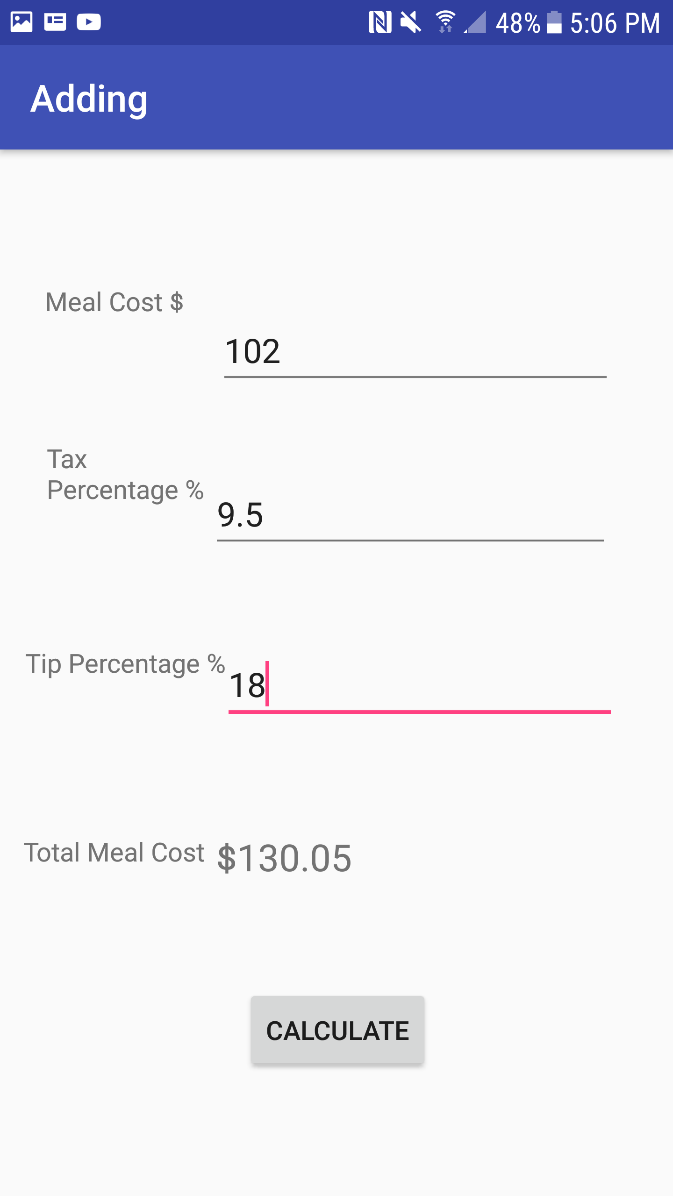 48% 5:06 PM
Adding
Meal Cost $
102
Tax
Percentage %
9.5
Tip Percentage %
18
Total Meal Cost $130.05
CALCULATE